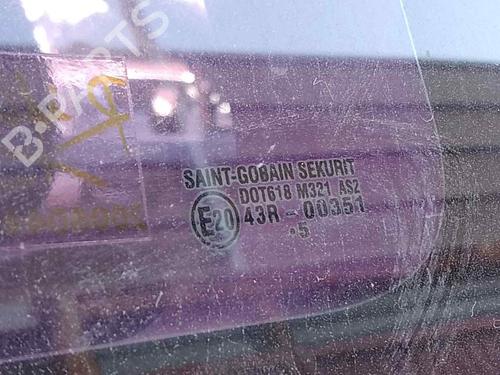 B-PARTS
SAINT-GOBAIN SEKURIT
DOT618 M321 AS2
E20 43R-00351
.5